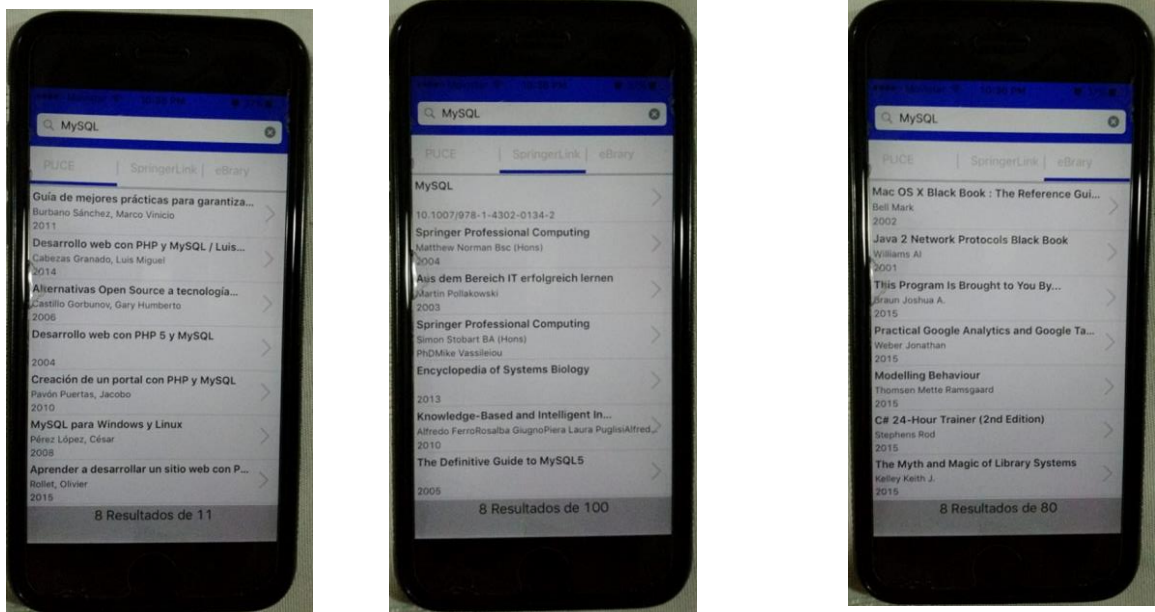 MySQL
PUCE | SpringerLink | eBrary
Guía de mejores prácticas para garantiza...
Burbano Sánchez, Marco Vinicio
2011
Desarrollo web con PHP y MySQL / Luis...
Cabezas Granado, Luis Miguel
2014
Alternativas Open Source a tecnología...
Castillo Gorbunov, Gary Humberto
2006
Desarrollo web con PHP 5 y MySQL
2004
Creación de un portal con PHP y MySQL
Pavón Puertas, Jacobo
2010
MySQL para Windows y Linux
Pérez López, César
2008
Aprender a desarrollar un sitio web con P...
Rollet, Olivier
2015
8 Resultados de 11
MySQL
PUCE | SpringerLink | eBrary
MySQL
10.1007/978-1-4302-0134-2
Springer Professional Computing
Matthew Norman Bsc (Hons)
2004
Aus dem Bereich IT erfolgreich lernen
Martin Pollakowski
2003
Springer Professional Computing
Simon Stobart BA (Hons)
PhDMike Vassileiou
Encyclopedia of Systems Biology
2013
Knowledge-Based and Intelligent In...
Alfredo FerroRosalba GiugnoPiera Laura PuglisiAlfred...
2010
The Definitive Guide to MySQL5
2005
8 Resultados de 100
MySQL
PUCE | SpringerLink | eBrary
Mac OS X Black Book : The Reference Gui...
Bell Mark
2002
Java 2 Network Protocols Black Book
Williams Al
2001
This Program Is Brought to You By...
Braun Joshua A.
2015
Practical Google Analytics and Google Ta...
Weber Jonathan
2015
Modelling Behaviour
Thomsen Mette Ramsgaard
2015
C# 24-Hour Trainer (2nd Edition)
Stephens Rod
2015
The Myth and Magic of Library Systems
Kelley Keith J.
2015
8 Resultados de 80